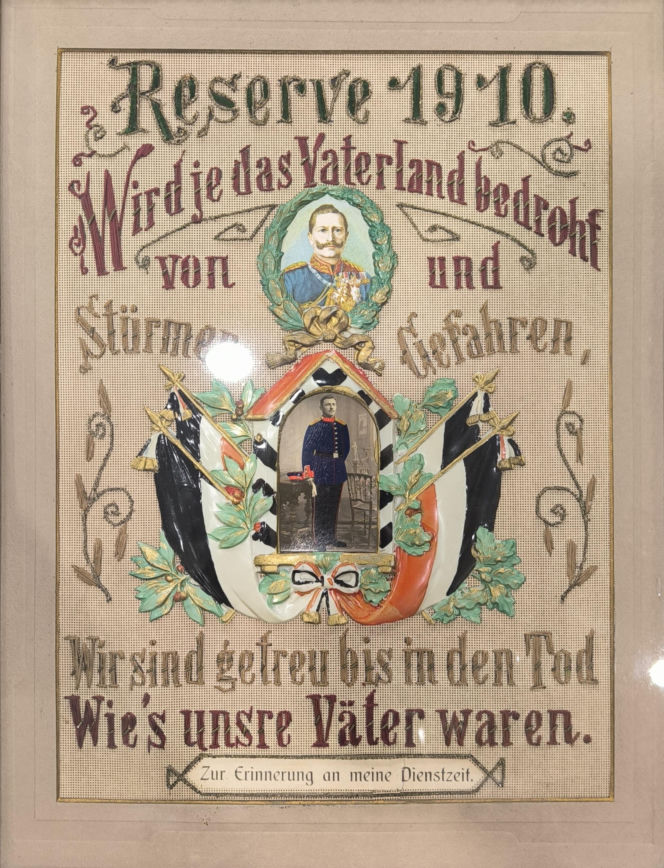 Reserve 1910.
Wird je das Vaterland bedroht
von und
Stürmen Gefahren,
Wir sind getreu bis in den Tod
Wie's unsre Väter waren.
Zur Erinnerung an meine Dienstzeit.